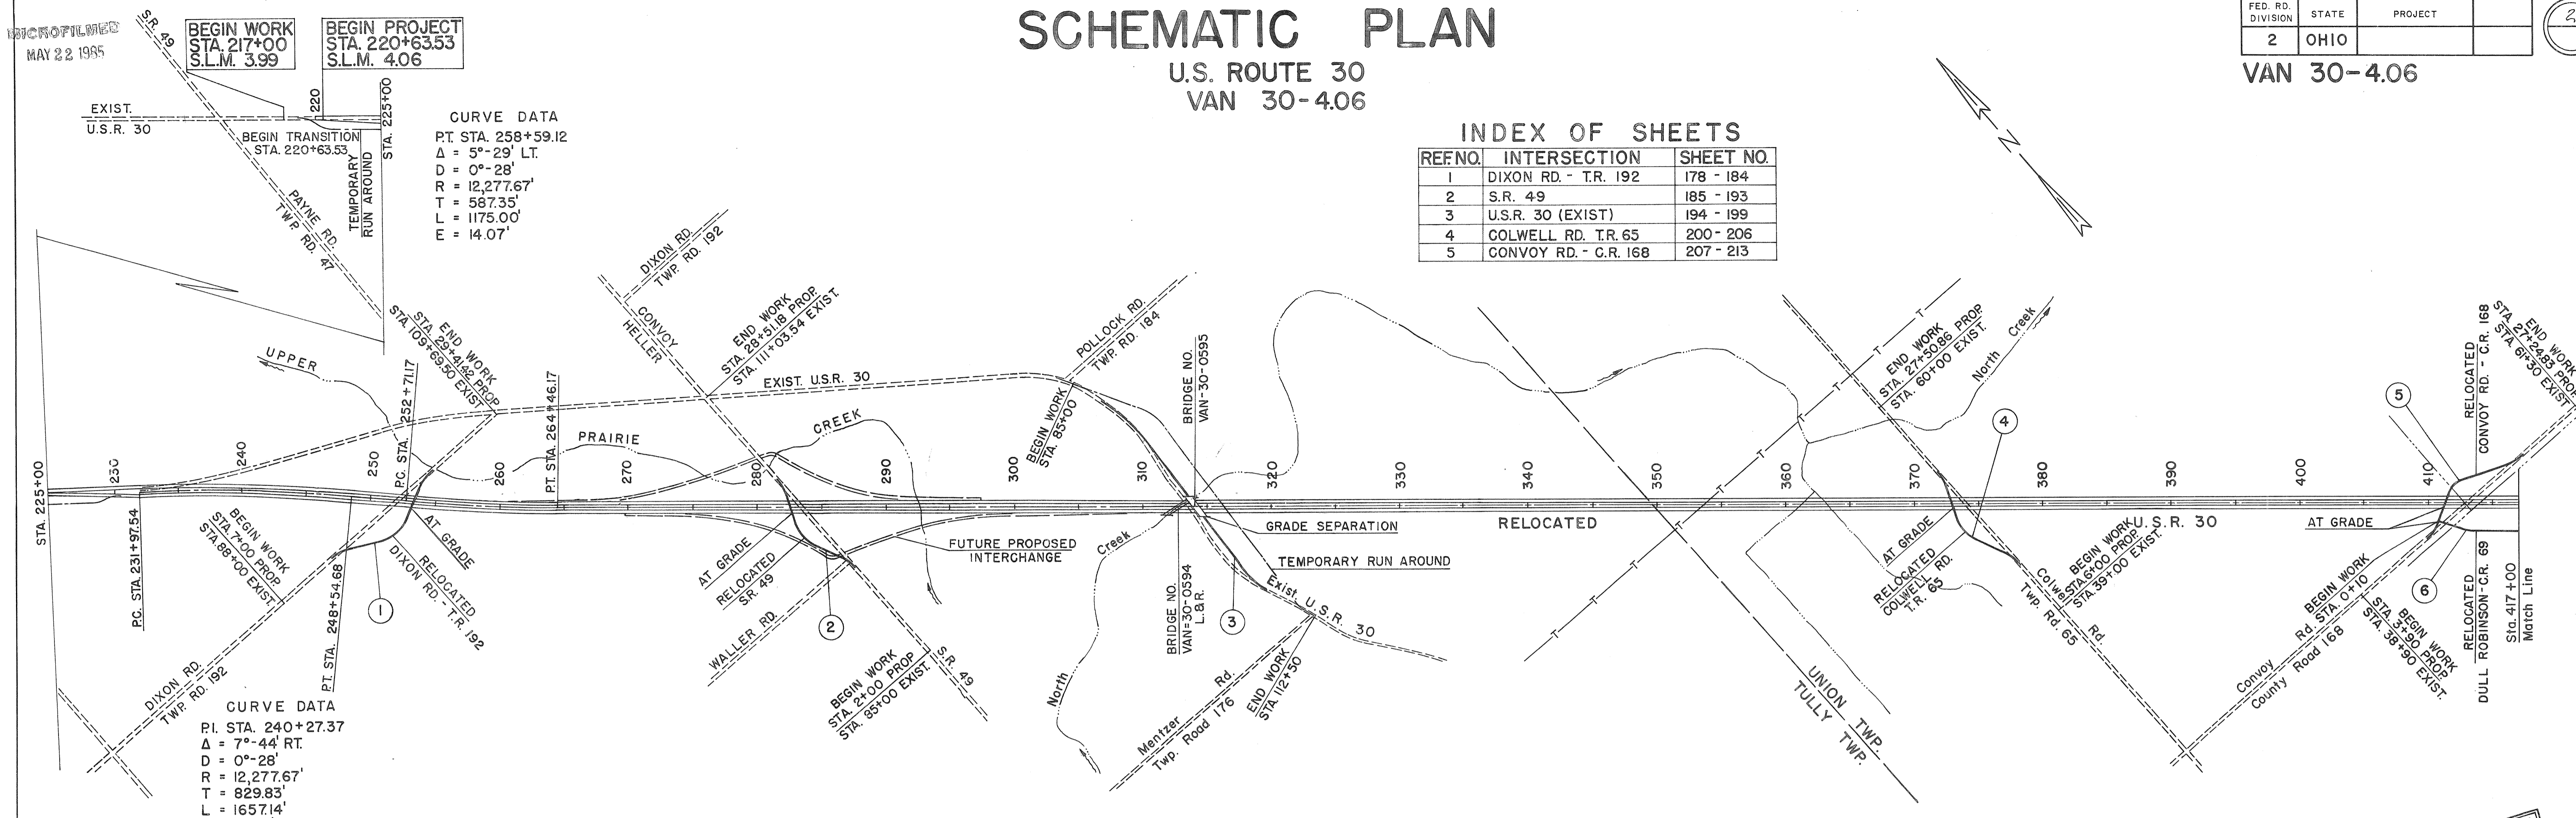 MICROFILMED
MAY 22 1985
S.R. 49
BEGIN WORK
STA. 217+00
S.L.M. 3.99
BEGIN PROJECT
STA. 220+63.53
S.L.M. 4.06
SCHEMATIC PLAN
U.S. ROUTE 30
VAN 30-4.06
FED. RD. DIVISION
STATE
PROJECT
2
OHIO
VAN 30-4.06
EXIST.
U.S.R. 30
220
STA. 225+00
BEGIN TRANSITION
STA. 220+63.53
TEMPORARY
RUN AROUND
PAYNE RD.
TWP. RD. 47
CURVE DATA
P.T. STA. 258+59.12
Δ = 5°-29' LT.
D = 0°-28'
R = 12,277.67'
T = 587.35'
L = 1175.00'
E = 14.07'
INDEX OF SHEETS
REF. NO. INTERSECTION SHEET NO.
1 DIXON RD. - T.R. 192 178 - 184
2 S.R. 49 185 - 193
3 U.S.R. 30 (EXIST) 194 - 199
4 COLWELL RD. T.R. 65 200 - 206
5 CONVOY RD. - C.R. 168 207 - 213
N
UPPER
END WORK
STA. 29+41.42 PROP
STA. 109+69.50 EXIST
DIXON RD.
TWP. RD. 192
CONVOY
HELLER
END WORK
STA. 28+51.18 PROP.
STA. 111+03.54 EXIST.
EXIST. U.S.R. 30
POLLOCK RD.
TWP. RD. 184
BEGIN WORK
STA. 85+00
BRIDGE NO.
VAN-30-0595
END WORK
STA. 27+50.86 PROP
STA. 60+00 EXIST.
North Creek
5
RELOCATED
CONVOY RD. - C.R. 168
END WORK
STA. 27+24.83 PROP
STA. 61+30 EXIST
STA. 225+00
230
240
250
P.C. STA. 252+71.17
260
P.T. STA. 264+46.17
PRAIRIE
CREEK
270
280
290
300
310
320
330
340
350
360
370
380
390
400
410
4
P.C. STA. 231+97.54
BEGIN WORK
STA. 7+00 PROP.
STA. 88+00 EXIST
P.T. STA. 248+54.68
1
AT GRADE
RELOCATED
DIXON RD. - T.R. 192
DIXON RD.
TWP. RD. 192
AT GRADE
RELOCATED
S.R. 49
WALLER RD.
2
FUTURE PROPOSED
INTERCHANGE
BEGIN WORK
STA. 2+00 PROP
STA. 85+00 EXIST.
S.R. 49
North
Creek
BRIDGE NO.
VAN=30-0594
L.&R.
3
GRADE SEPARATION
TEMPORARY RUN AROUND
Exist. U.S.R. 30
Mentzer Rd.
Twp. Road 176
END WORK
STA. 112+50
RELOCATED
UNION TWP.
TULLY TWP.
AT GRADE
RELOCATED
COLWELL RD.
T.R. 65
U.S.R. 30
BEGIN WORK
STA. 6+00 PROP.
STA. 39+00 EXIST.
Rd.
Twp. Rd. 65
AT GRADE
BEGIN WORK
STA. 0+10
Convoy Rd.
County Road 168
BEGIN WORK
STA. 3+90 PROP
STA. 38+90 EXIST.
6
RELOCATED
DULL ROBINSON-C.R. 69
Sta. 417+00
Match Line
CURVE DATA
P.I. STA. 240+27.37
Δ = 7°-44' RT.
D = 0°-28'
R = 12,277.67'
T = 829.83'
L = 1657.14'